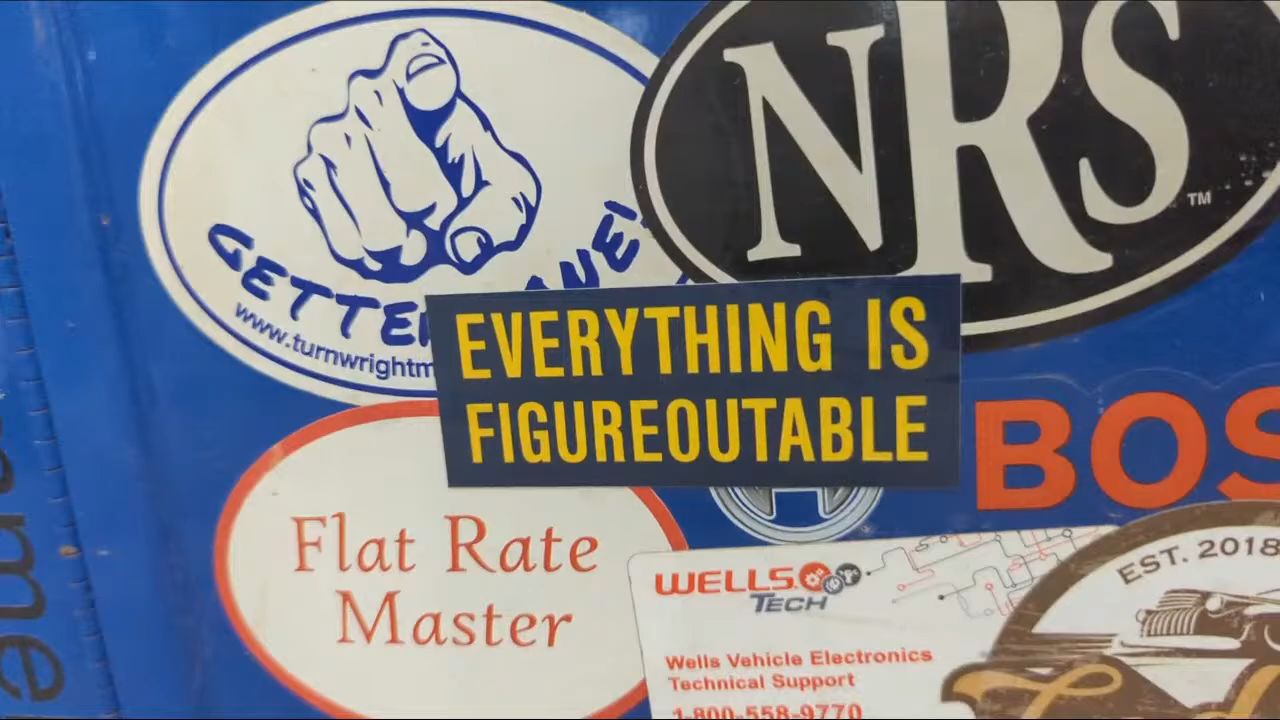 NRS
TM
GETTE
www.turnwrightm
EVERYTHING IS
FIGUREOUTABLE
BOS
Flat Rate
Master
EST. 2018
WELLS
TECH
Wells Vehicle Electronics
Technical Support
1-800-558-9770